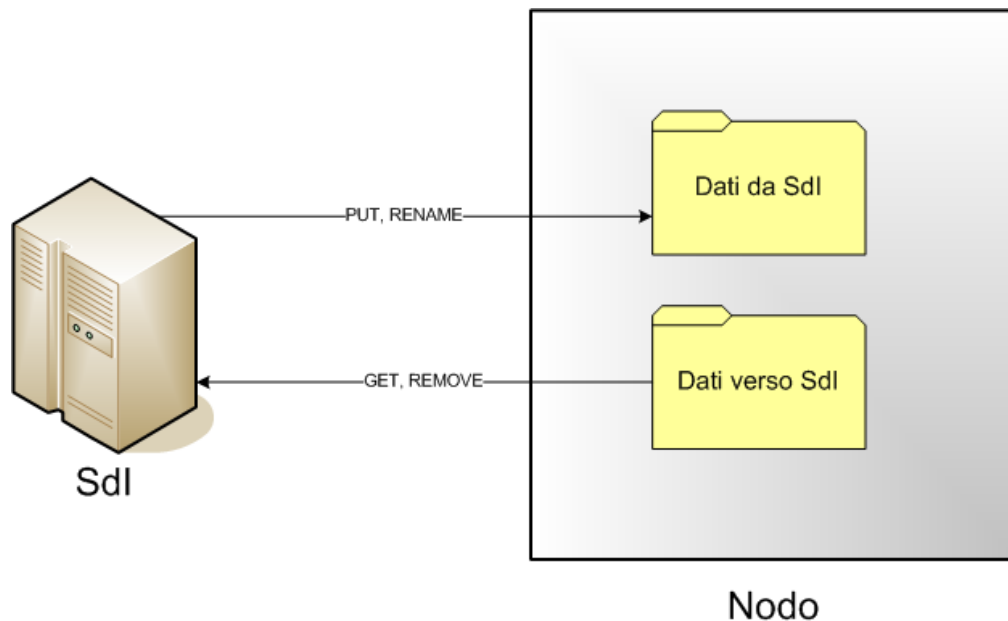 Dati da SdI
PUT, RENAME
GET, REMOVE
Dati verso SdI
SdI
Nodo